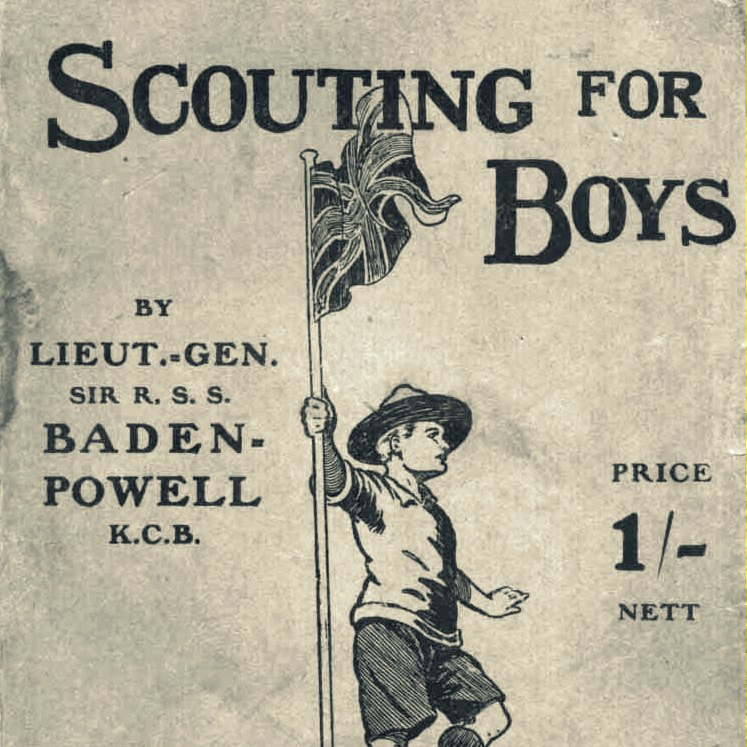 SCOUTING FOR
BOYS
BY
LIEUT.=GEN.
SIR R. S. S.
BADEN=
POWELL
K.C.B.
PRICE
1/-
NETT